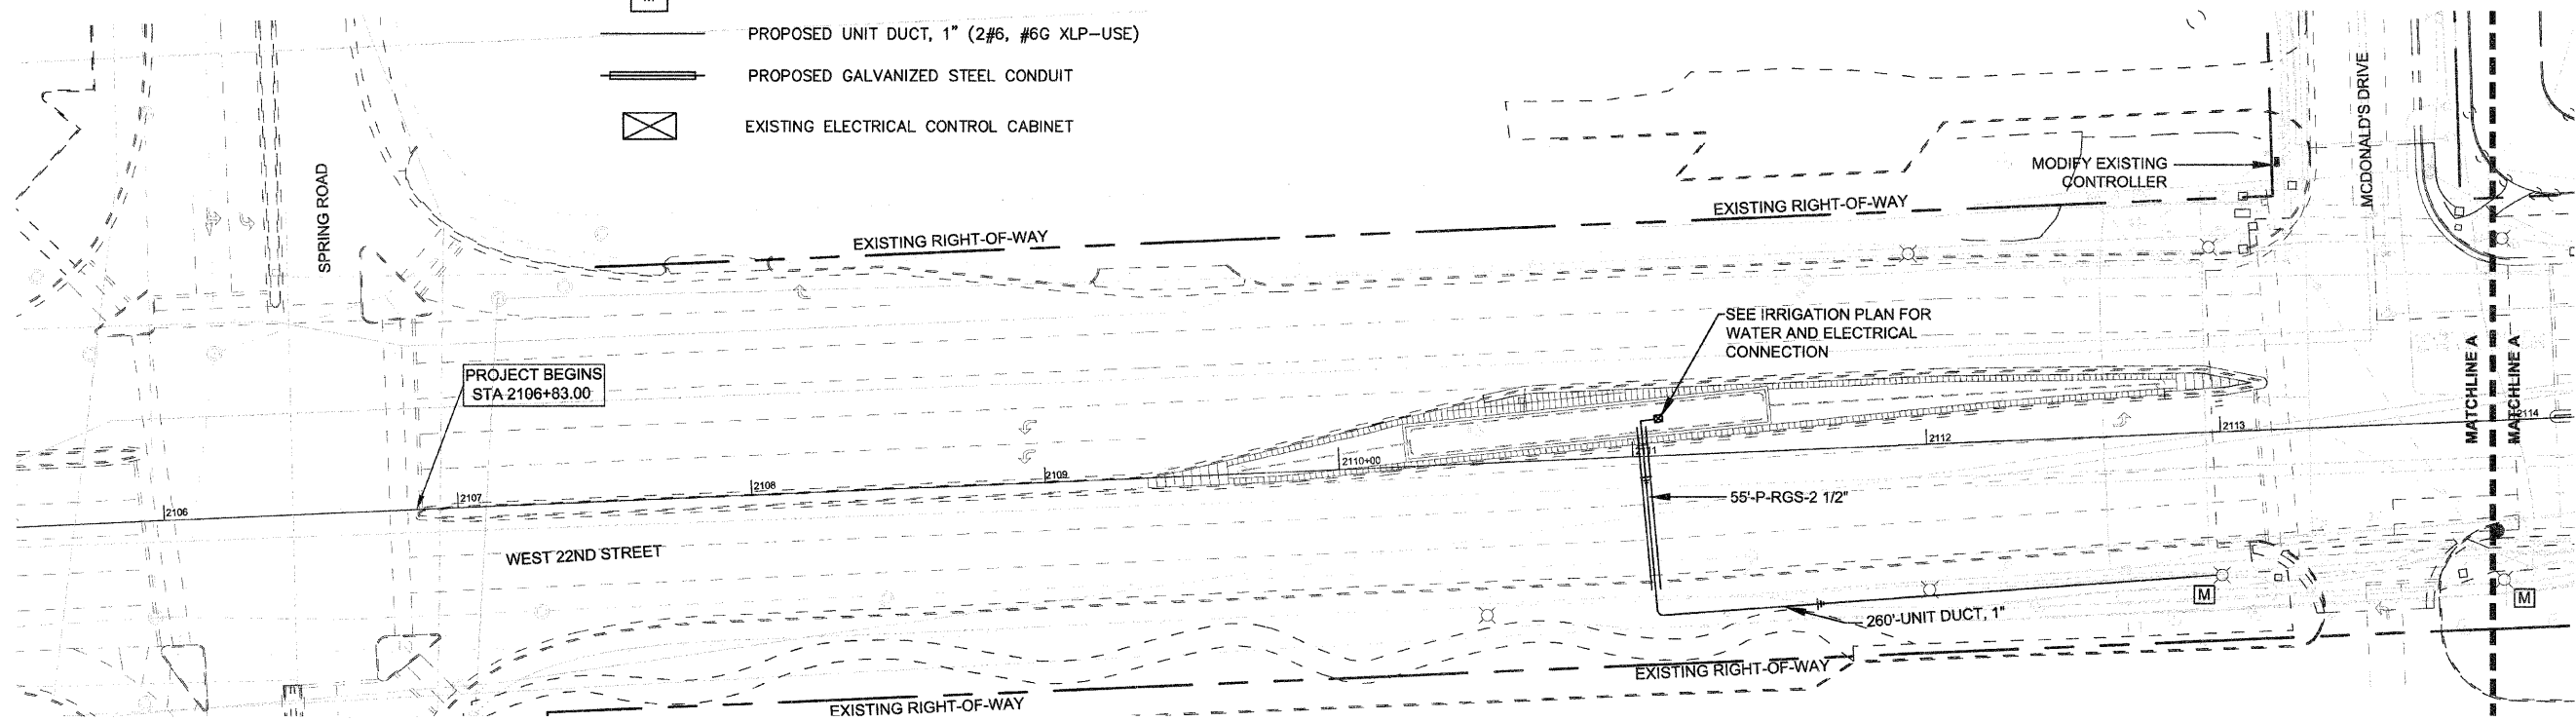 M
PROPOSED UNIT DUCT, 1" (2#6, #6G XLP-USE)
PROPOSED GALVANIZED STEEL CONDUIT
EXISTING ELECTRICAL CONTROL CABINET
SPRING ROAD
MCDONALD'S DRIVE
MODIFY EXISTING
CONTROLLER
EXISTING RIGHT-OF-WAY
EXISTING RIGHT-OF-WAY
SEE IRRIGATION PLAN FOR
WATER AND ELECTRICAL
CONNECTION
PROJECT BEGINS
STA 2106+83.00
MATCHLINE A
MATCHLINE A
2106
2107
2108
2109
2110+00
2111
2112
2113
2114
55'-P-RGS-2 1/2"
WEST 22ND STREET
M
M
260'-UNIT DUCT, 1"
EXISTING RIGHT-OF-WAY
EXISTING RIGHT-OF-WAY